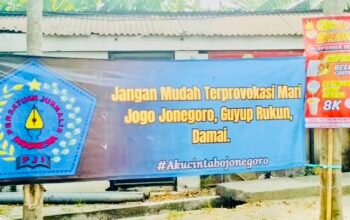 PERSATUAN JURNALIS
INDONESIA
PJI
Jangan Mudah Terprovokasi Mari
Jogo Jonegoro, Guyup Rukun,
Damai.
#Akucintabojonegoro
8K